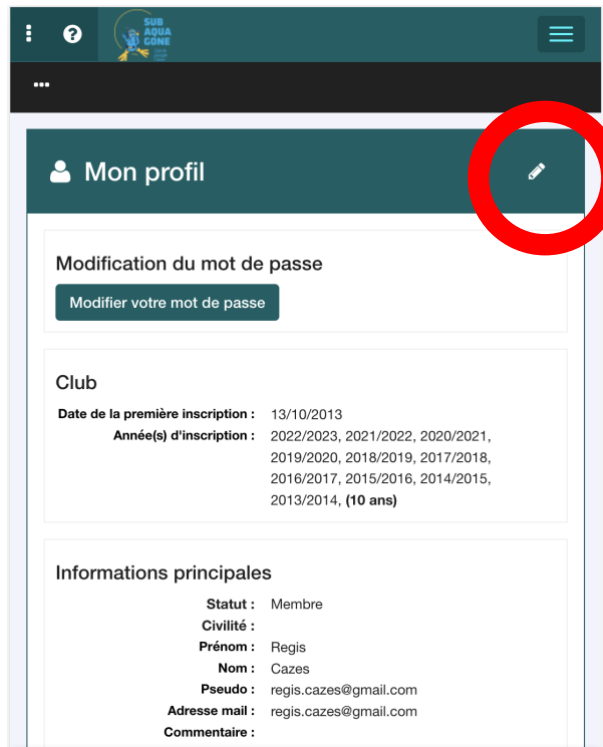 SUB
AQUA
GONE
Mon profil
Modification du mot de passe
Modifier votre mot de passe
Club
Date de la première inscription : 13/10/2013
Année(s) d'inscription : 2022/2023, 2021/2022, 2020/2021,
2019/2020, 2018/2019, 2017/2018,
2016/2017, 2015/2016, 2014/2015,
2013/2014, (10 ans)
Informations principales
Statut : Membre
Civilité :
Prénom : Regis
Nom : Cazes
Pseudo : regis.cazes@gmail.com
Adresse mail : regis.cazes@gmail.com
Commentaire :